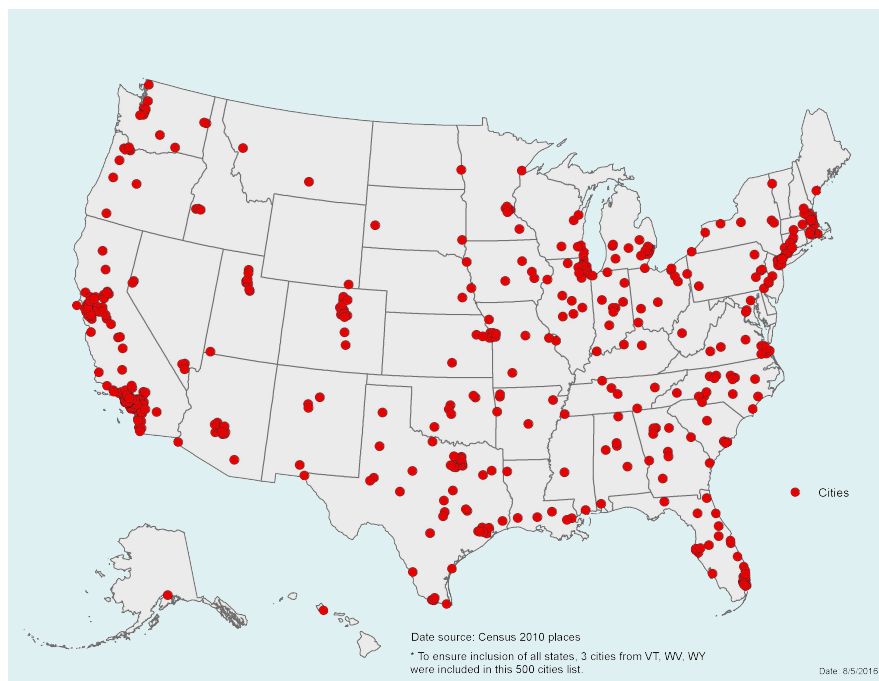 Cities
Date source: Census 2010 places
* To ensure inclusion of all states, 3 cities from VT, WV, WY
were included in this 500 cities list.
Date: 8/5/2016